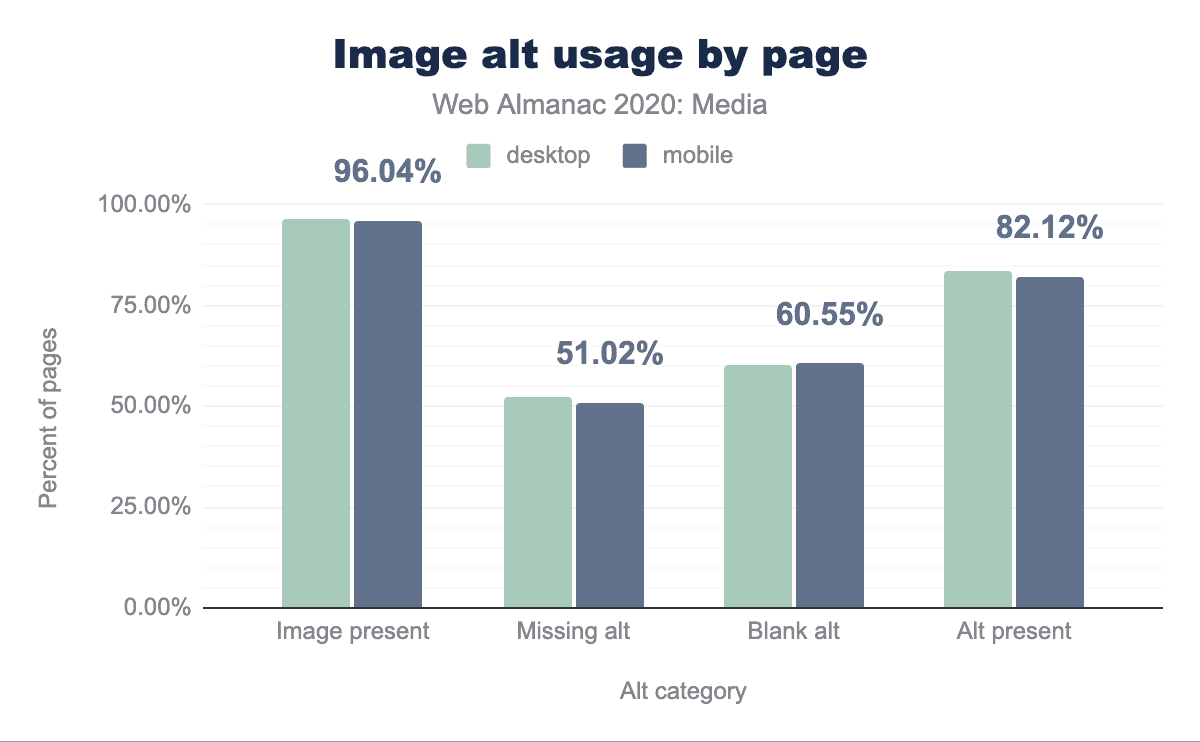 Image alt usage by page
Web Almanac 2020: Media
desktop
mobile
96.04%
51.02%
60.55%
82.12%
100.00%
75.00%
50.00%
25.00%
0.00%
Percent of pages
Image present
Missing alt
Blank alt
Alt present
Alt category